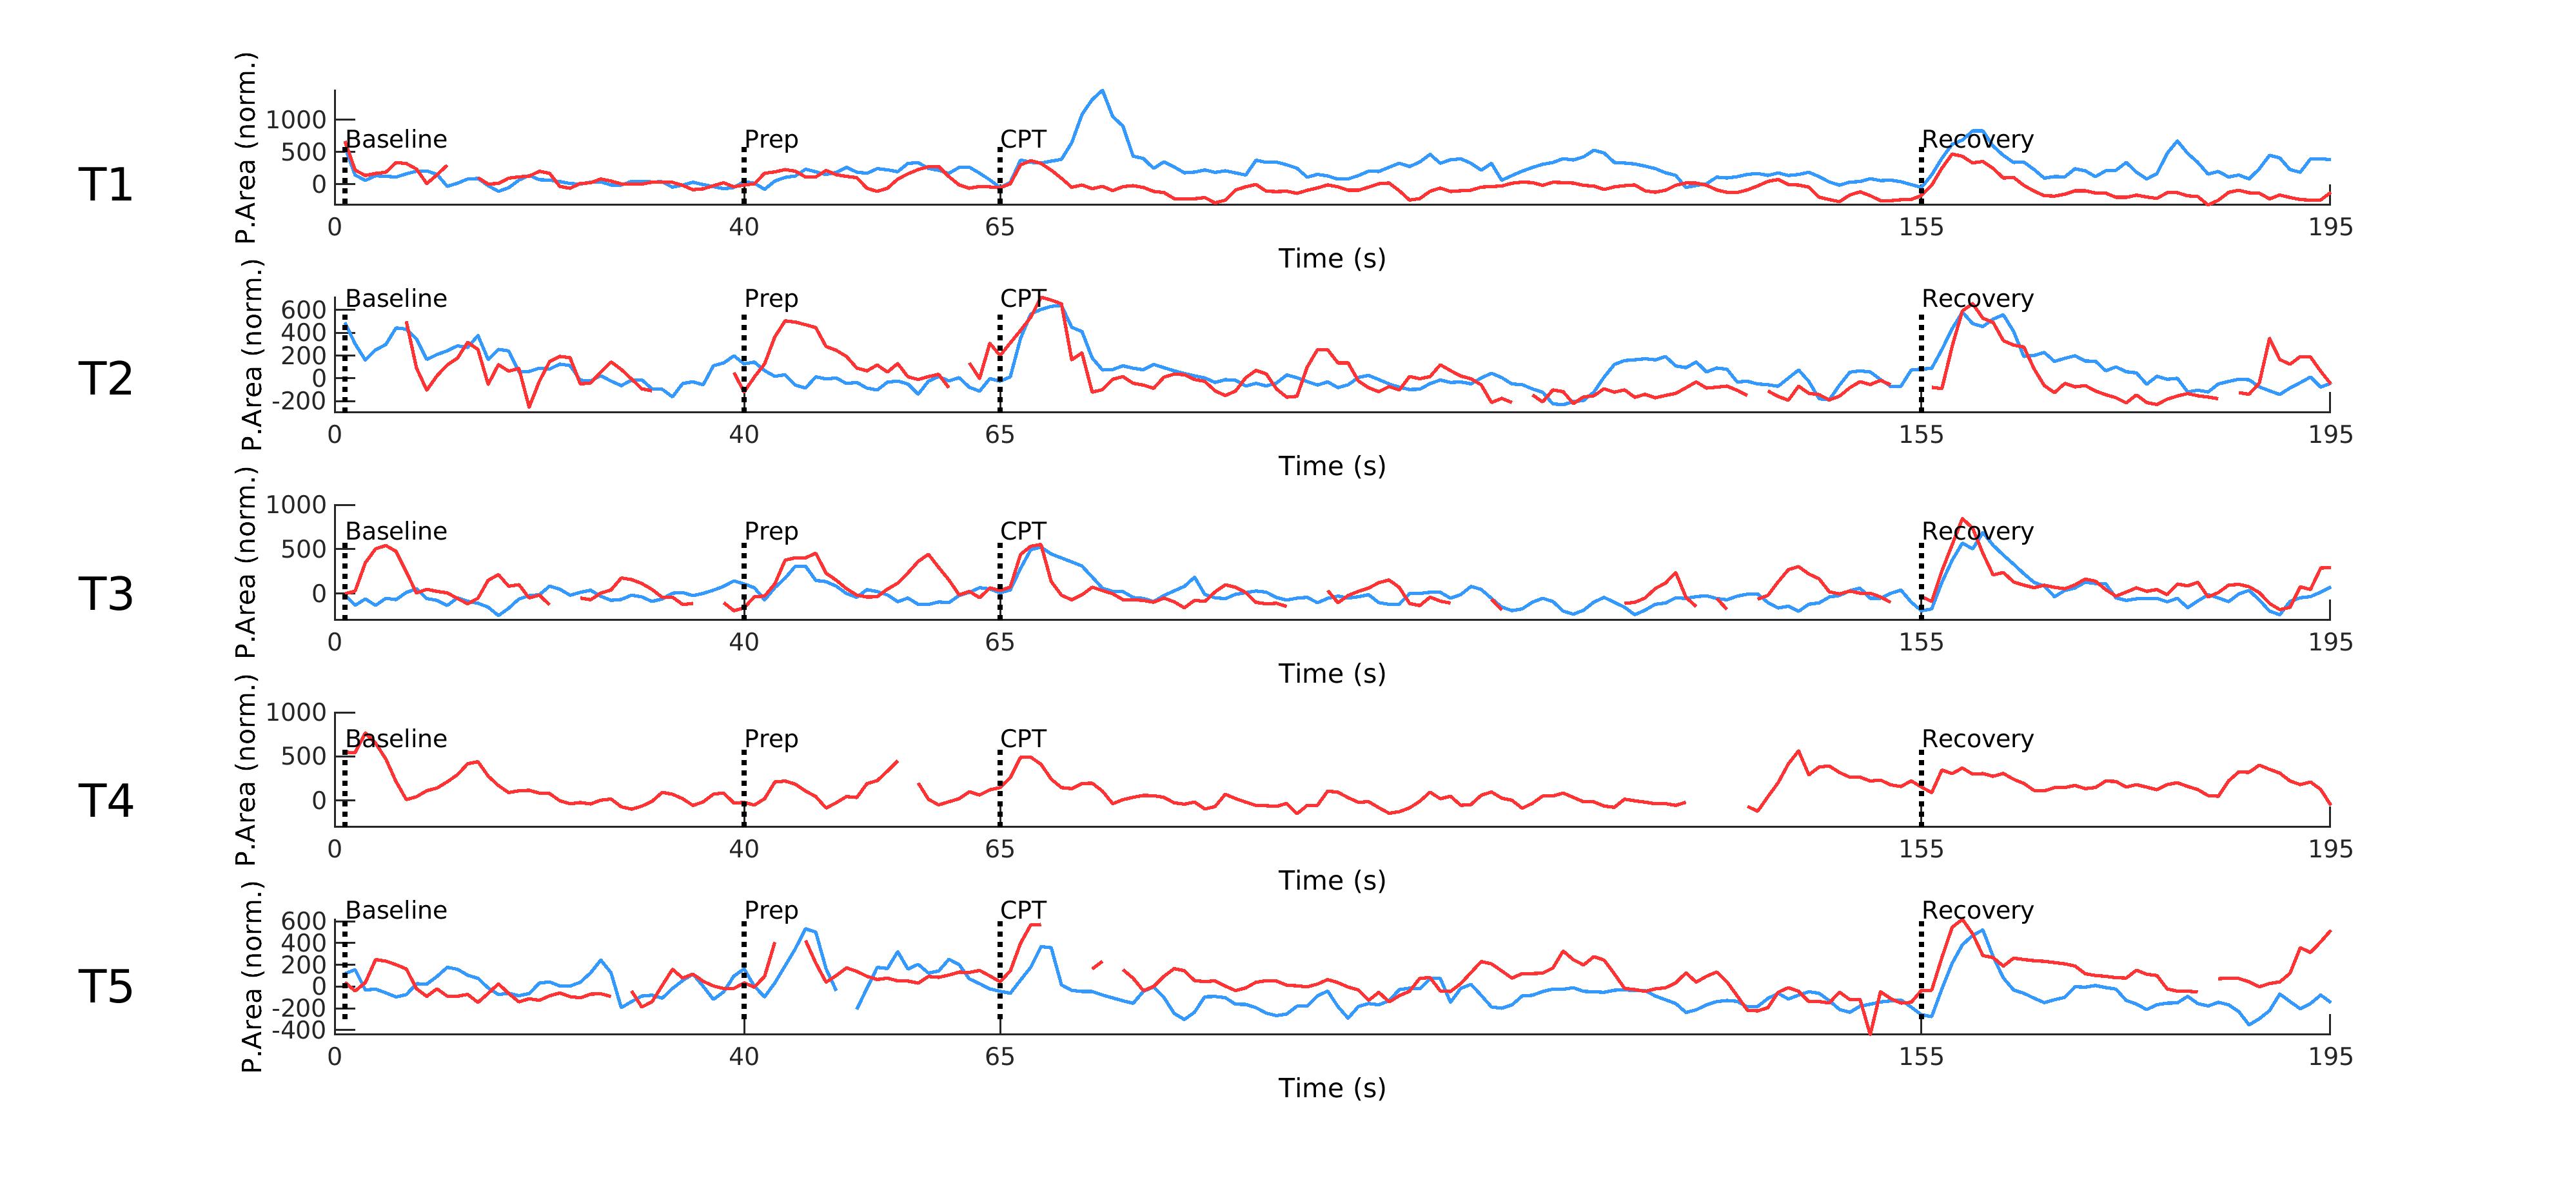 T1
P.Area (norm.)
1000
500
0
Baseline
Prep
CPT
Recovery
0 40 65 155 195
Time (s)
T2
P.Area (norm.)
600
400
200
0
-200
Baseline
Prep
CPT
Recovery
0 40 65 155 195
Time (s)
T3
P.Area (norm.)
1000
500
0
Baseline
Prep
CPT
Recovery
0 40 65 155 195
Time (s)
T4
P.Area (norm.)
1000
500
0
Baseline
Prep
CPT
Recovery
0 40 65 155 195
Time (s)
T5
P.Area (norm.)
600
400
200
0
-200
-400
Baseline
Prep
CPT
Recovery
0 40 65 155 195
Time (s)